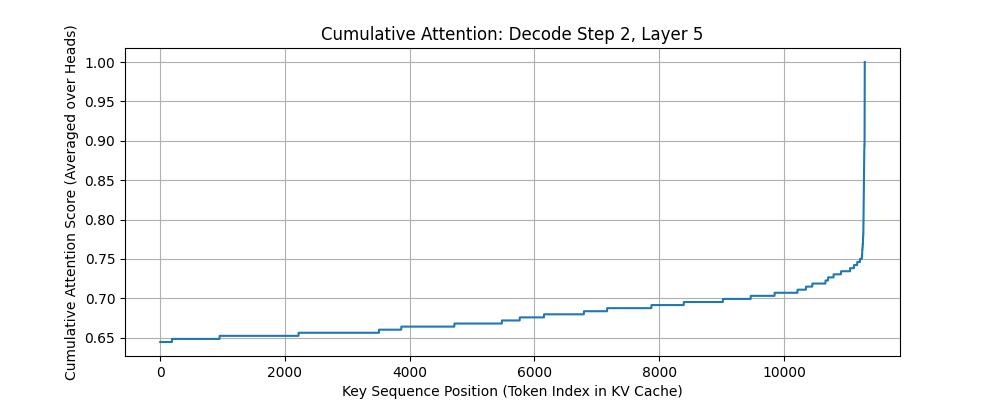 Cumulative Attention: Decode Step 2, Layer 5
Cumulative Attention Score (Averaged over Heads)
1.00
0.95
0.90
0.85
0.80
0.75
0.70
0.65
0 2000 4000 6000 8000 10000
Key Sequence Position (Token Index in KV Cache)